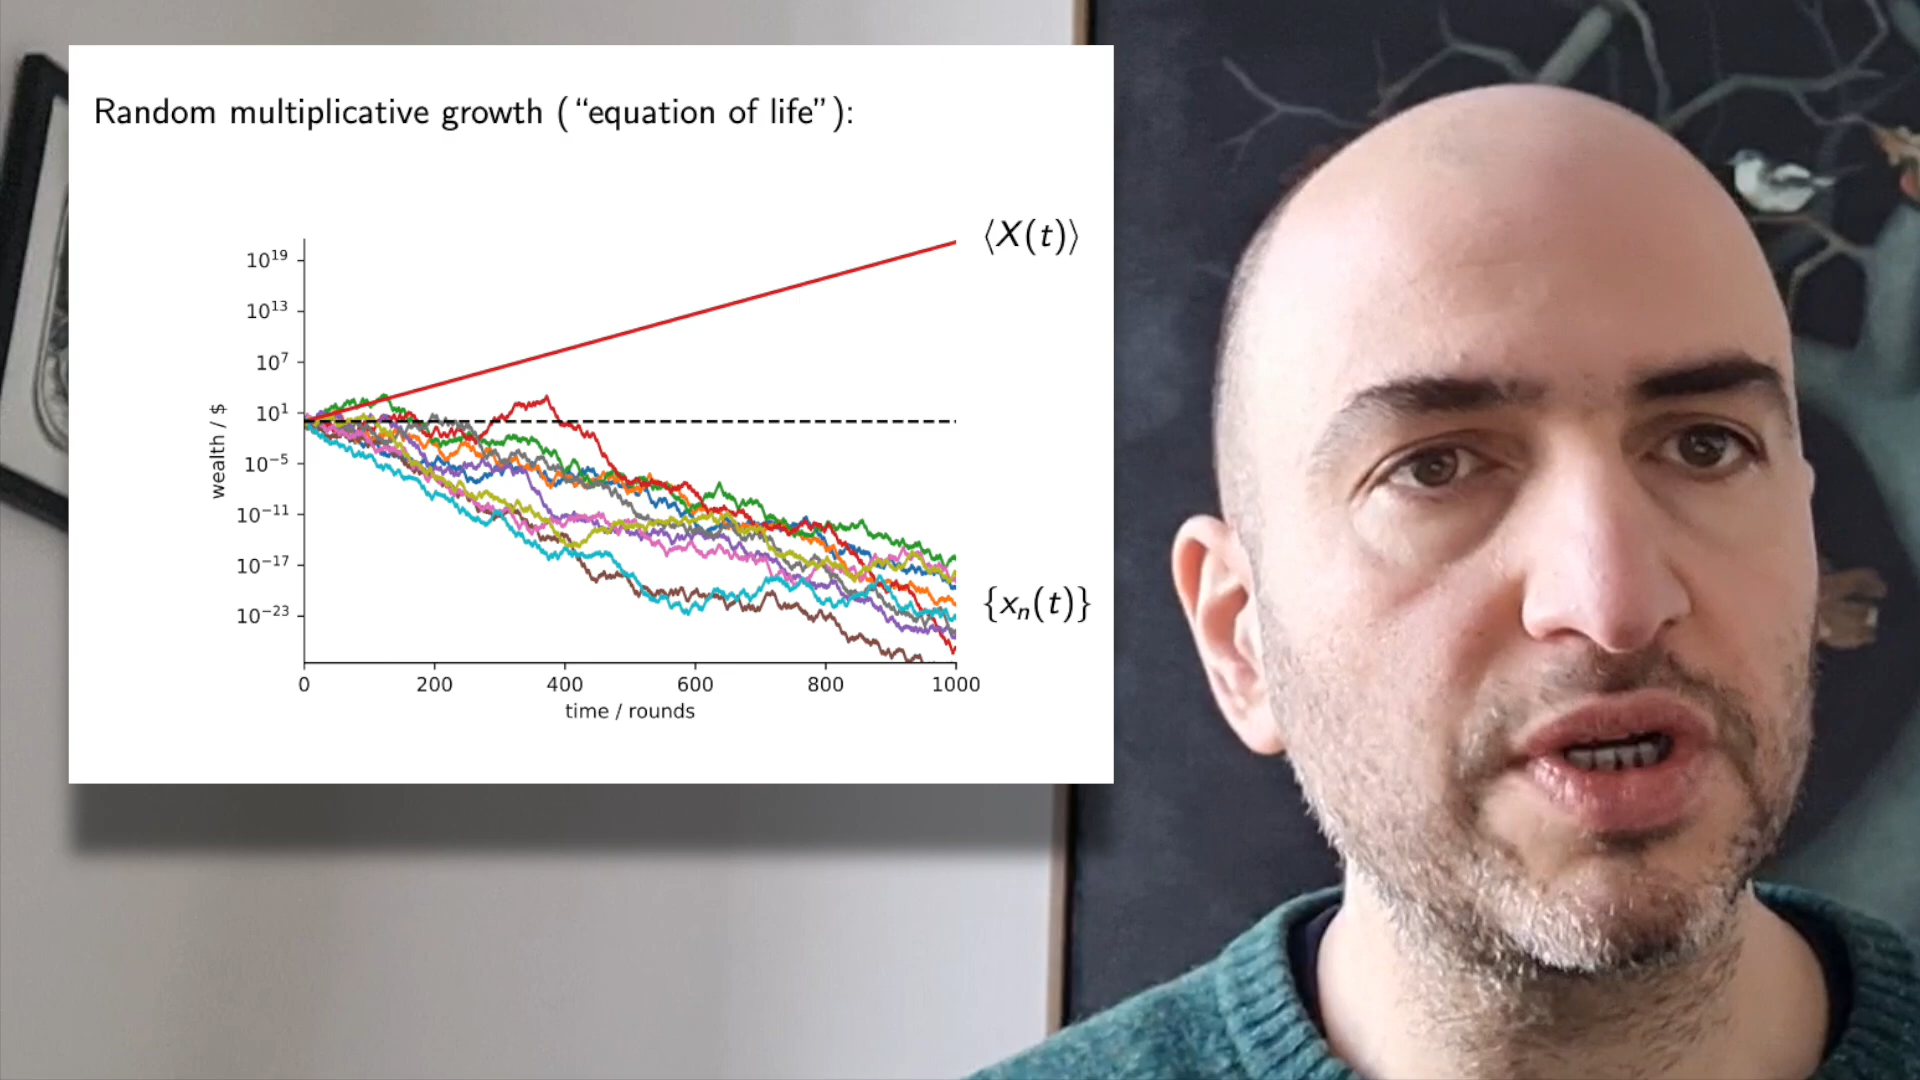 Random multiplicative growth (“equation of life”):
⟨X(t)⟩
10¹⁹
10¹³
10⁷
10¹
10⁻⁵
10⁻¹¹
10⁻¹⁷
10⁻²³
wealth / $
{xₙ(t)}
0 200 400 600 800 1000
time / rounds